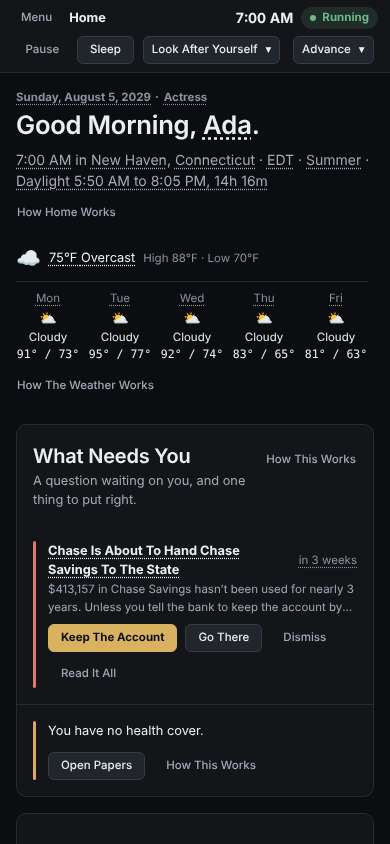 Menu Home 7:00 AM Running
Pause Sleep Look After Yourself ▾ Advance ▾
Sunday, August 5, 2029 · Actress
Good Morning, Ada.
7:00 AM in New Haven, Connecticut · EDT · Summer ·
Daylight 5:50 AM to 8:05 PM, 14h 16m
How Home Works
75°F Overcast High 88°F · Low 70°F
Mon Tue Wed Thu Fri
Cloudy Cloudy Cloudy Cloudy Cloudy
91° / 73° 95° / 77° 92° / 74° 83° / 65° 81° / 63°
How The Weather Works
What Needs You How This Works
A question waiting on you, and one
thing to put right.
Chase Is About To Hand Chase
Savings To The State
in 3 weeks
$413,157 in Chase Savings hasn't been used for nearly 3
years. Unless you tell the bank to keep the account by...
Keep The Account Go There Dismiss
Read It All
You have no health cover.
Open Papers How This Works